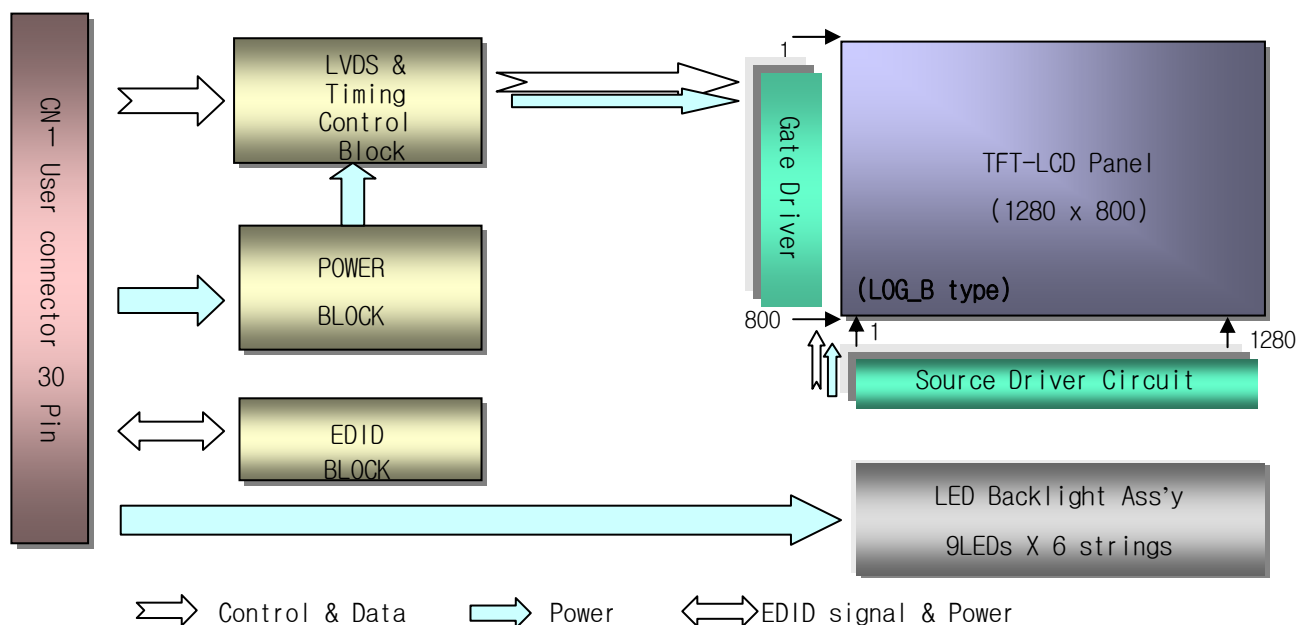 CN-1 User connector 30 Pin
LVDS &
Timing
Control
Block
POWER
BLOCK
EDID
BLOCK
1
Gate Driver
800
TFT-LCD Panel
(1280 x 800)
(LOG_B type)
1
1280
Source Driver Circuit
LED Backlight Ass'y
9LEDs X 6 strings
Control & Data
Power
EDID signal & Power